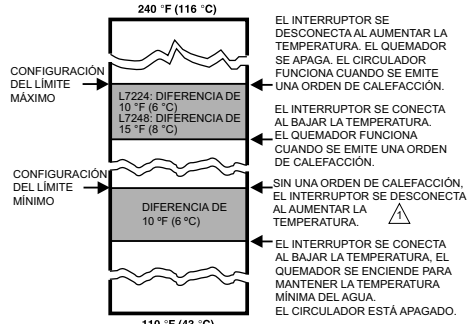 240 °F (116 °C)
EL INTERRUPTOR SE
DESCONECTA AL AUMENTAR LA
TEMPERATURA. EL QUEMADOR
SE APAGA. EL CIRCULADOR
FUNCIONA CUANDO SE EMITE
UNA ORDEN DE CALEFACCIÓN.
CONFIGURACIÓN
DEL LÍMITE
MÁXIMO
L7224: DIFERENCIA DE
10 °F (6 °C)
L7248: DIFERENCIA DE
15 °F (8 °C)
EL INTERRUPTOR SE CONECTA
AL BAJAR LA TEMPERATURA.
EL QUEMADOR FUNCIONA
CUANDO SE EMITE UNA ORDEN
DE CALEFACCIÓN.
CONFIGURACIÓN
DEL LÍMITE
MÍNIMO
SIN UNA ORDEN DE CALEFACCIÓN,
EL INTERRUPTOR SE DESCONECTA
AL AUMENTAR LA
TEMPERATURA. 1
DIFERENCIA DE
10 °F (6 °C)
EL INTERRUPTOR SE CONECTA
AL BAJAR LA TEMPERATURA, EL
QUEMADOR SE ENCIENDE PARA
MANTENER LA TEMPERATURA
MÍNIMA DEL AGUA.
EL CIRCULADOR ESTÁ APAGADO.
110 °F (43 °C)